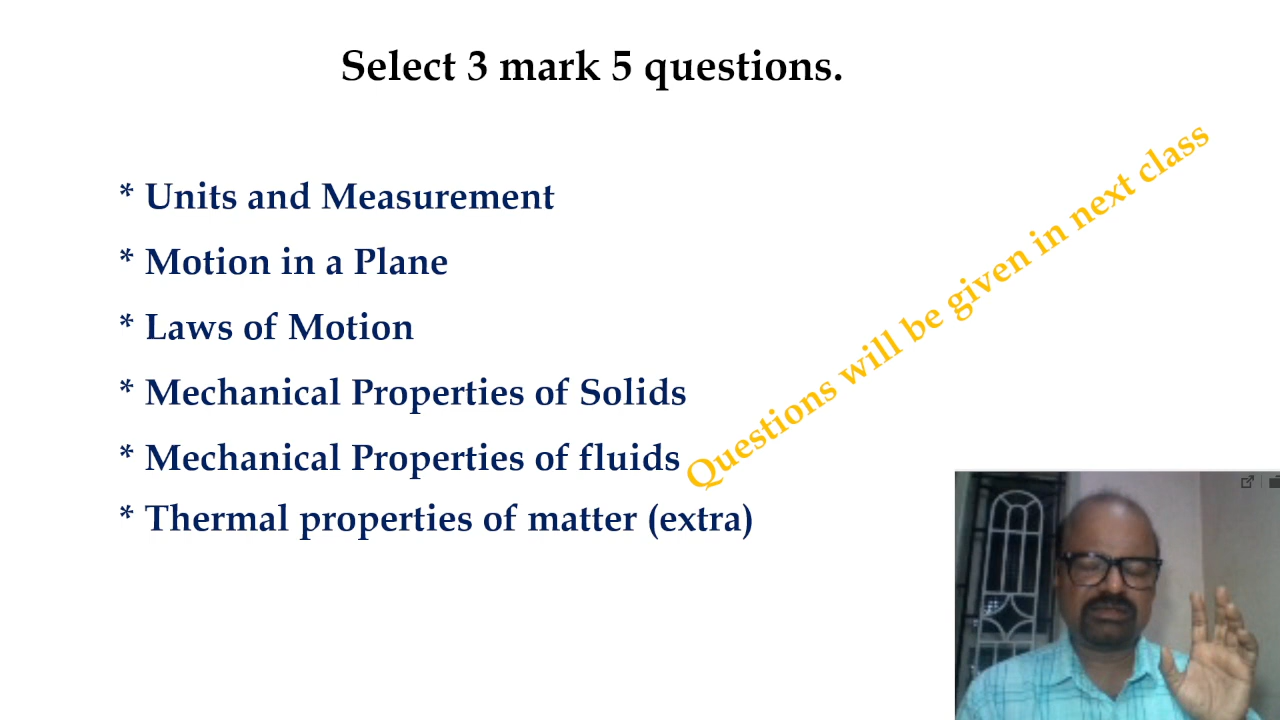 Select 3 mark 5 questions.
* Units and Measurement
* Motion in a Plane
* Laws of Motion
* Mechanical Properties of Solids
* Mechanical Properties of fluids
* Thermal properties of matter (extra)
Questions will be given in next class